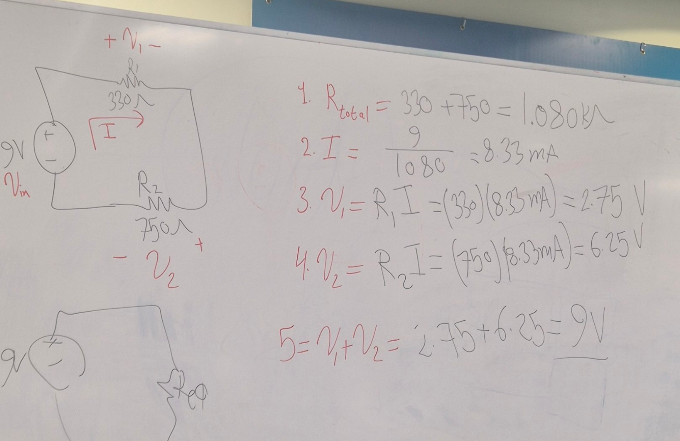 + V₁ -
R₁
330Ω
I
9V
+
-
Vin
R₂
750Ω
- V₂ +
1. Rtotal = 330 + 750 = 1.080kΩ
2. I = 9/1080 = 8.33 mA
3. V₁ = R₁ I = (330)(8.33mA) = 2.75 V
4. V₂ = R₂ I = (750)(8.33mA) = 6.25 V
5 = V₁ + V₂ = 2.75 + 6.25 = 9V
9V
+
-
Req